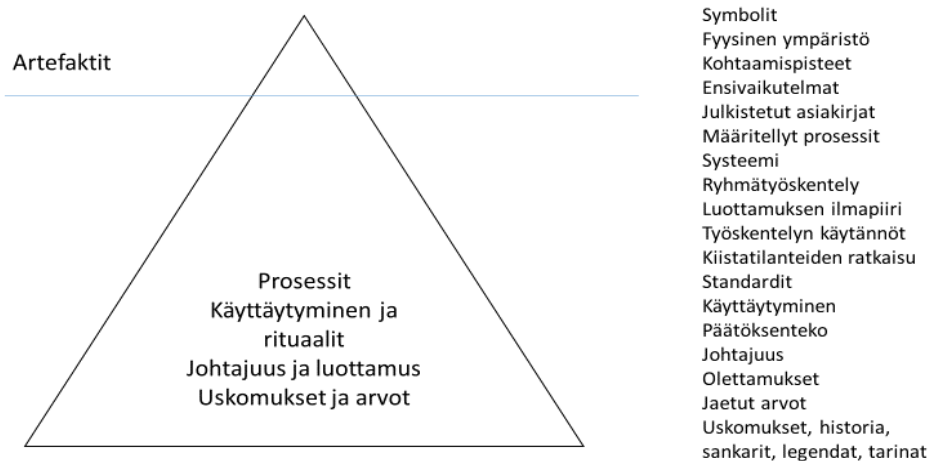 Artefaktit
Prosessit
Käyttäytyminen ja
rituaalit
Johtajuus ja luottamus
Uskomukset ja arvot
Symbolit
Fyysinen ympäristö
Kohtaamispisteet
Ensivaikutelmat
Julkistetut asiakirjat
Määritellyt prosessit
Systeemi
Ryhmätyöskentely
Luottamuksen ilmapiiri
Työskentelyn käytännöt
Kiistatilanteiden ratkaisu
Standardit
Käyttäytyminen
Päätöksenteko
Johtajuus
Olettamukset
Jaetut arvot
Uskomukset, historia,
sankarit, legendat, tarinat